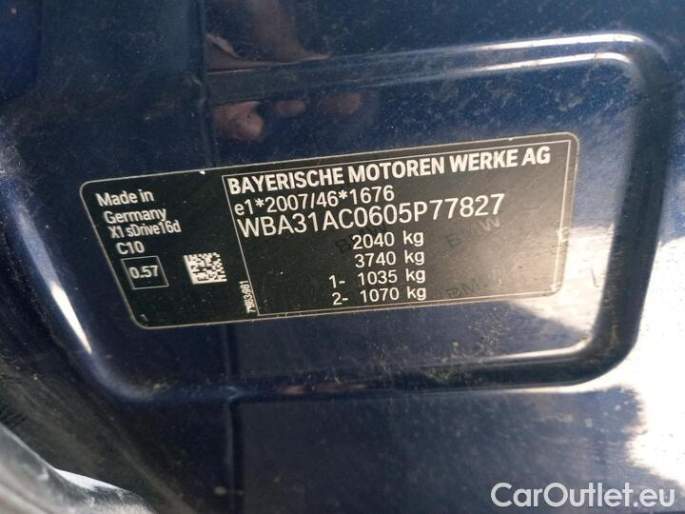 BAYERISCHE MOTOREN WERKE AG
e1*2007/46*1676
WBA31AC0605P77827
2040 kg
3740 kg
1- 1035 kg
2- 1070 kg
Made in
Germany
X1 sDrive16d
C10
0.57
1
CarOutlet.eu